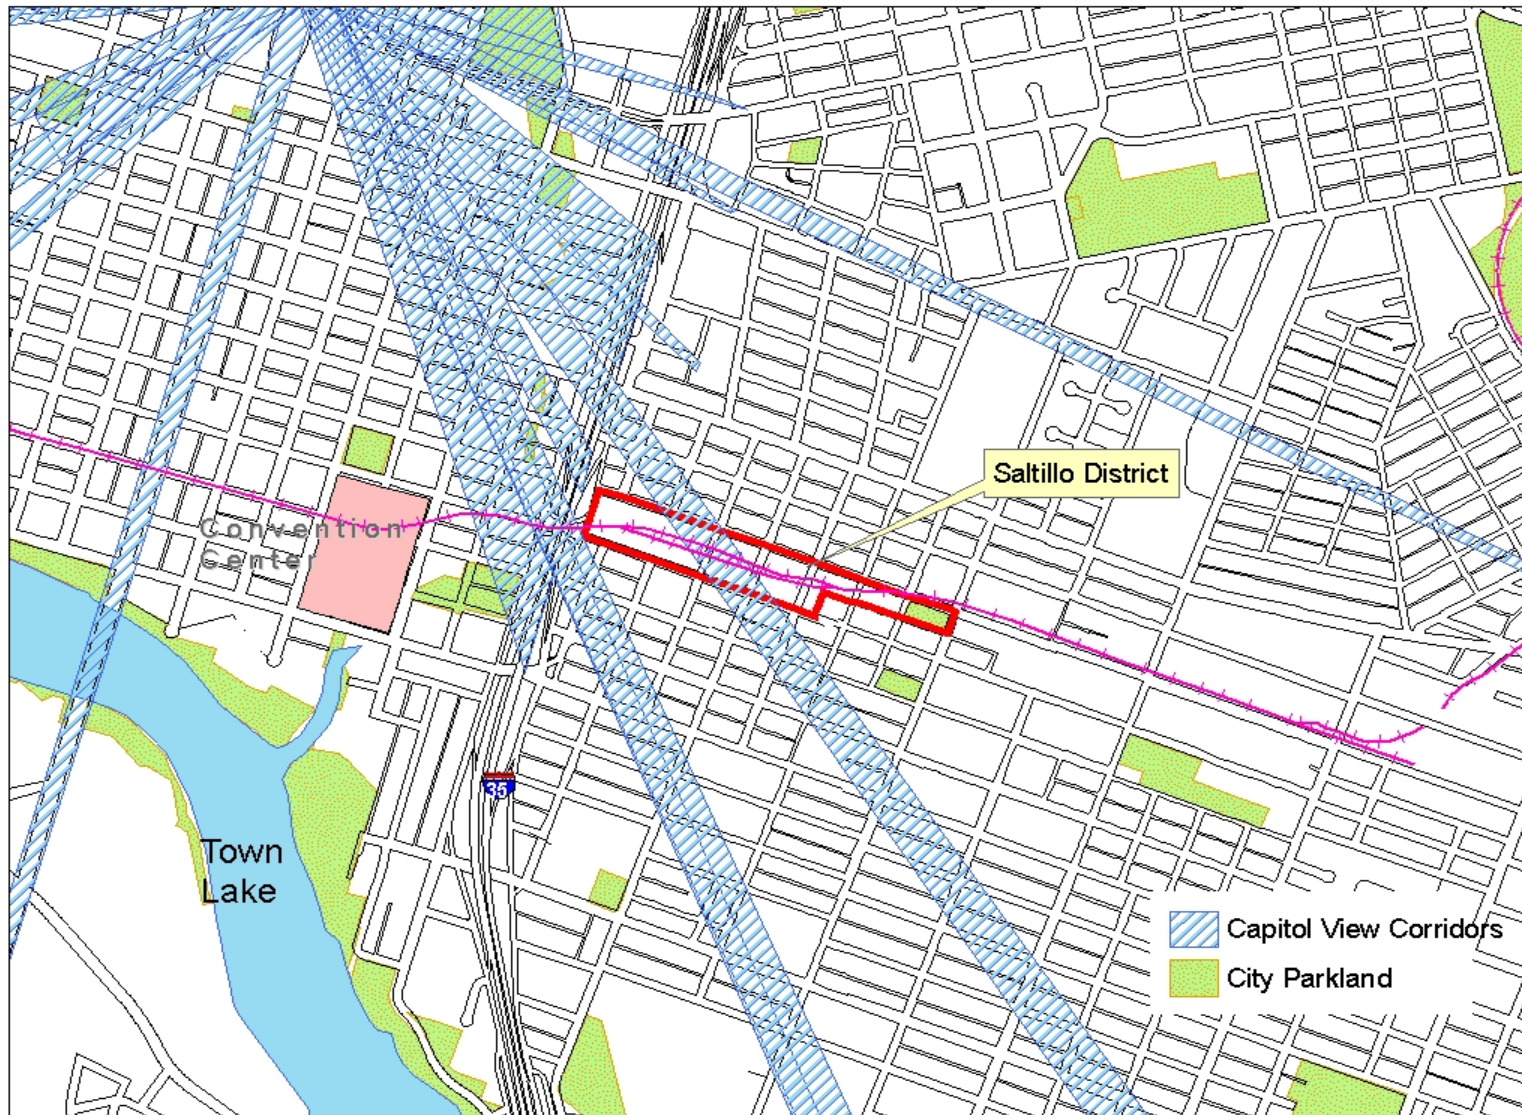 Saltillo District
Convention
Center
35
Town
Lake
Capitol View Corridors
City Parkland